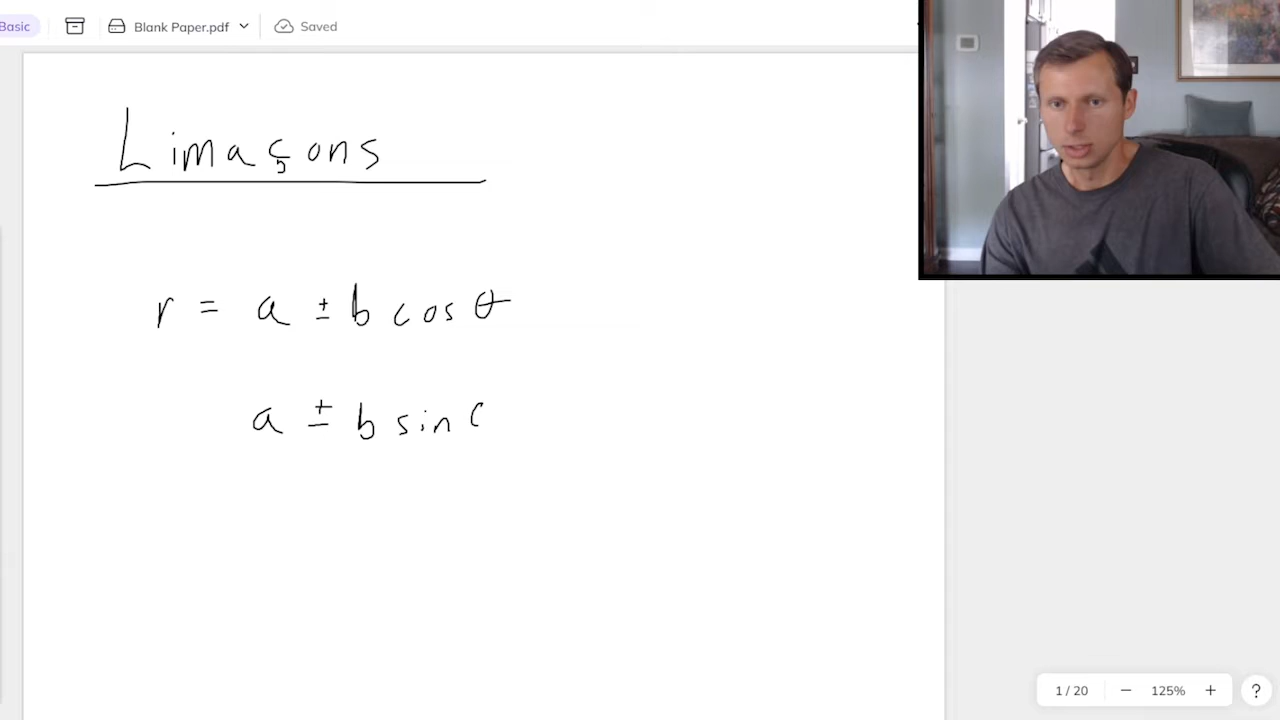 Basic
Blank Paper.pdf
Saved
Limaçons
r = a ± b cos θ
a ± b sin
1 / 20
125%
?